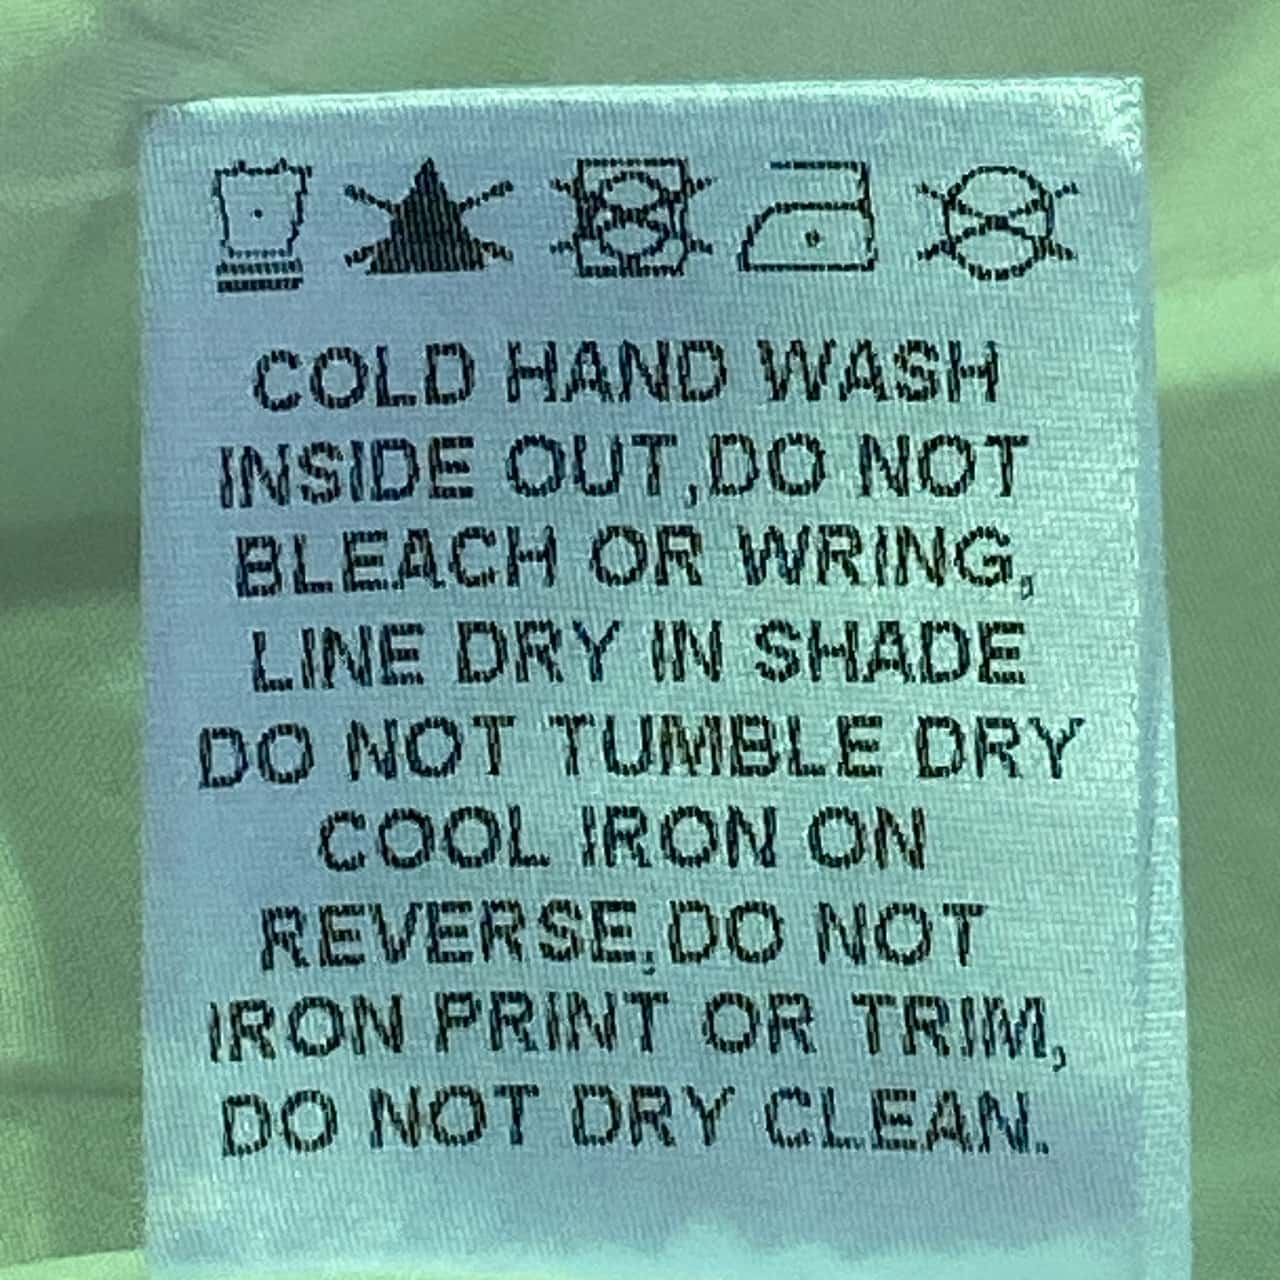 COLD HAND WASH
INSIDE OUT,DO NOT
BLEACH OR WRING,
LINE DRY IN SHADE
DO NOT TUMBLE DRY
COOL IRON ON
REVERSE,DO NOT
IRON PRINT OR TRIM,
DO NOT DRY CLEAN.